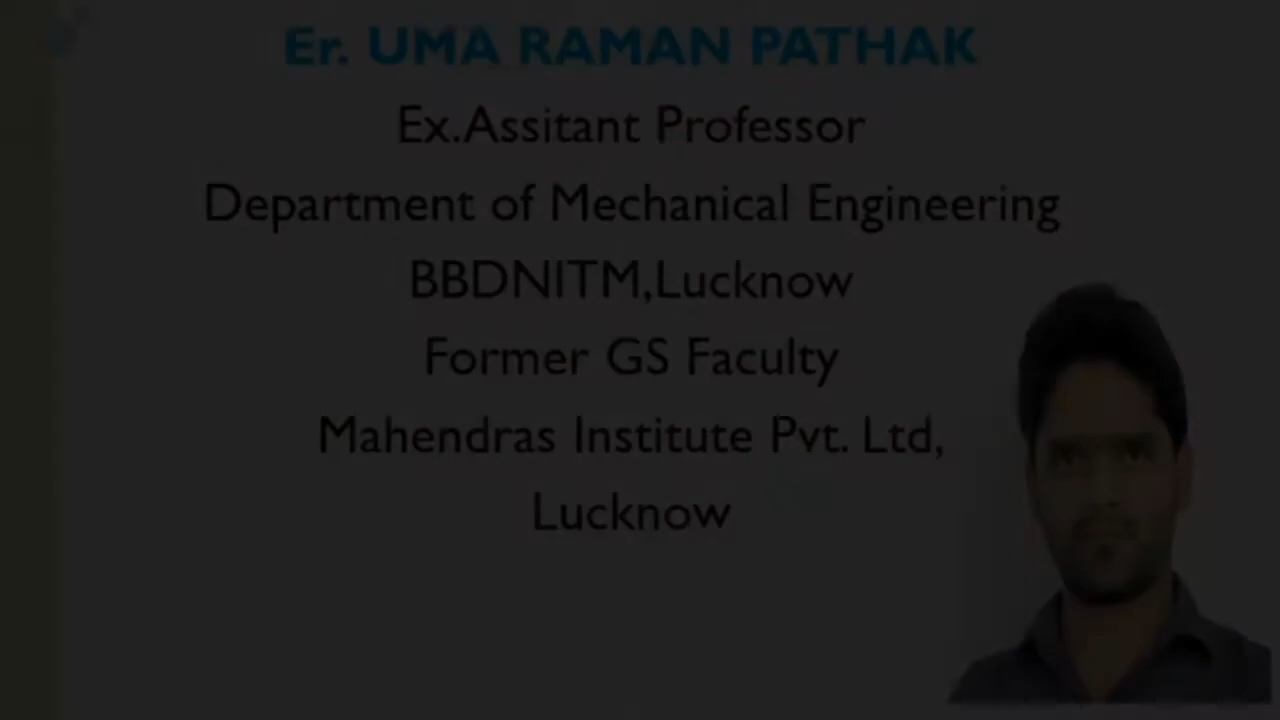 Er. UMA RAMAN PATHAK
Ex.Assitant Professor
Department of Mechanical Engineering
BBDNITM,Lucknow
Former GS Faculty
Mahendras Institute Pvt. Ltd,
Lucknow